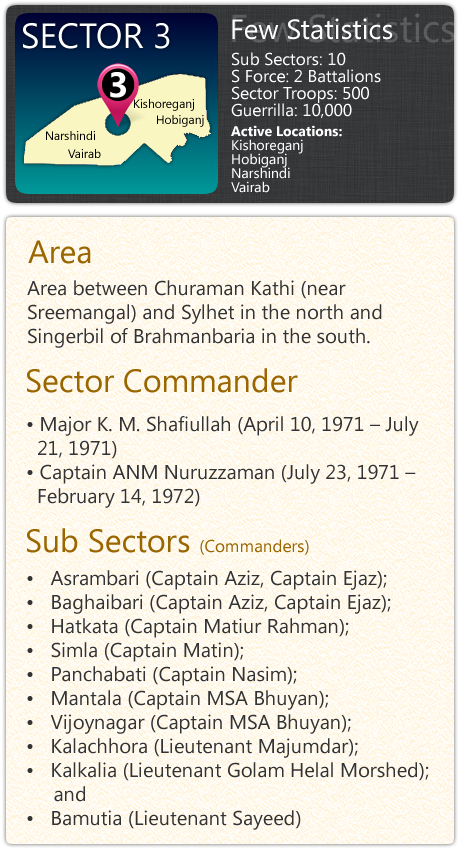 SECTOR 3
3
Kishoreganj
Hobiganj
Narshindi
Vairab
Few Statistics
Few Statistics
Sub Sectors: 10
S Force: 2 Battalions
Sector Troops: 500
Guerrilla: 10,000
Active Locations:
Kishoreganj
Hobiganj
Narshindi
Vairab
Area
Area between Churaman Kathi (near
Sreemangal) and Sylhet in the north and
Singerbil of Brahmanbaria in the south.
Sector Commander
• Major K. M. Shafiullah (April 10, 1971 – July
21, 1971)
• Captain ANM Nuruzzaman (July 23, 1971 –
February 14, 1972)
Sub Sectors (Commanders)
• Asrambari (Captain Aziz, Captain Ejaz);
• Baghaibari (Captain Aziz, Captain Ejaz);
• Hatkata (Captain Matiur Rahman);
• Simla (Captain Matin);
• Panchabati (Captain Nasim);
• Mantala (Captain MSA Bhuyan);
• Vijoynagar (Captain MSA Bhuyan);
• Kalachhora (Lieutenant Majumdar);
• Kalkalia (Lieutenant Golam Helal Morshed);
and
• Bamutia (Lieutenant Sayeed)